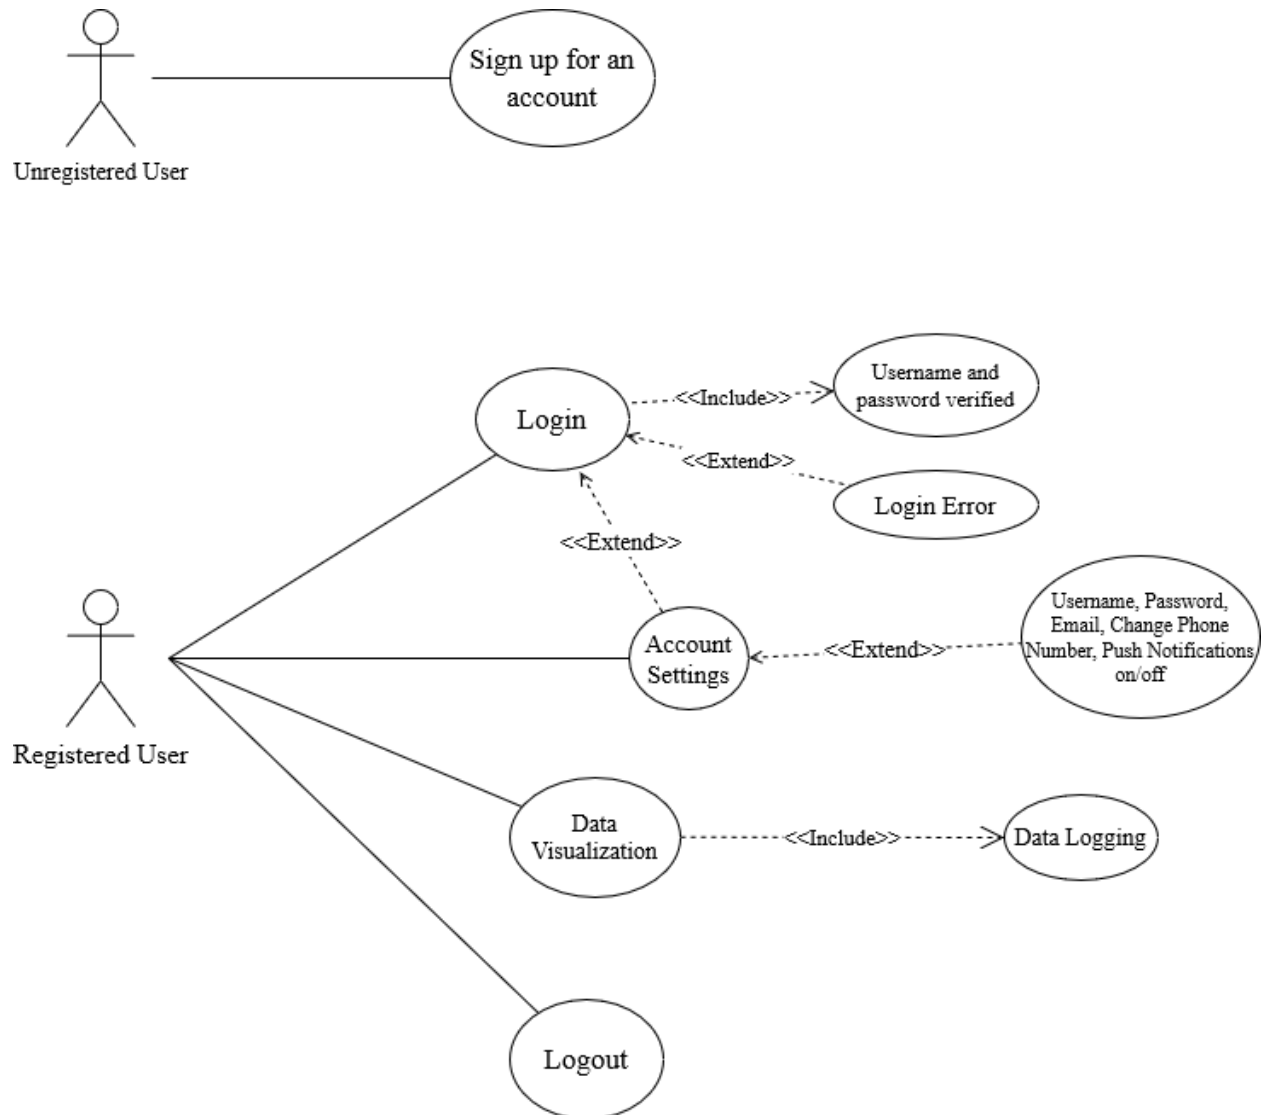 Sign up for an
account
Unregistered User
Username and
password verified
<<Include>>
Login
<<Extend>>
Login Error
<<Extend>>
Username, Password,
Email, Change Phone
Number, Push Notifications
on/off
Account
Settings
<<Extend>>
Registered User
Data
Visualization
<<Include>>
Data Logging
Logout